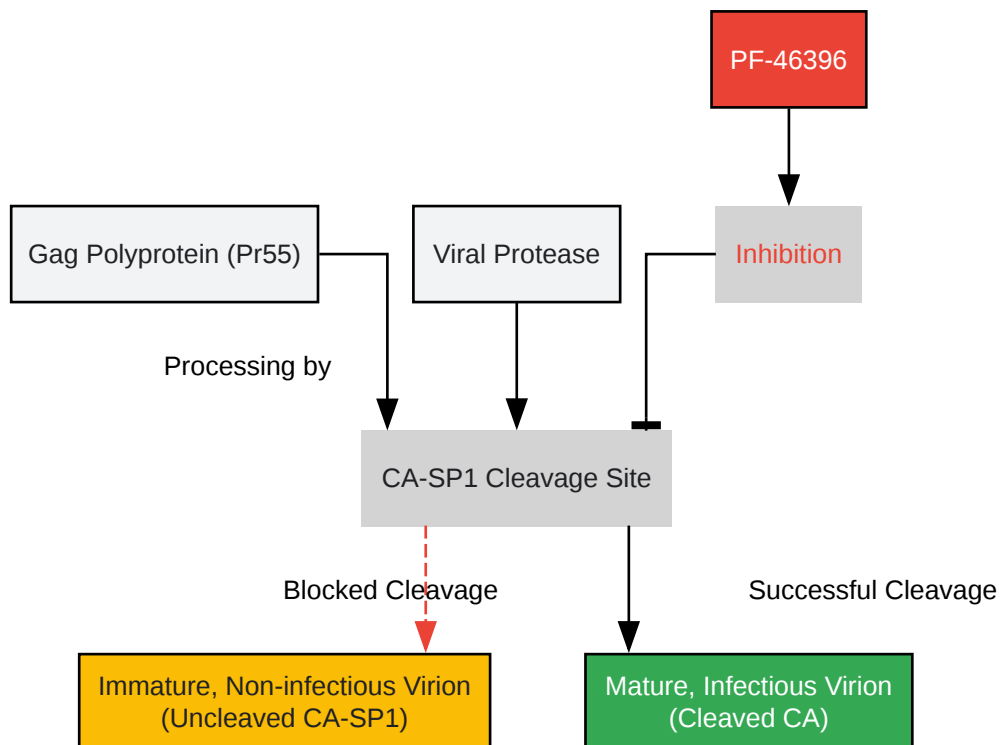 PF-46396
Gag Polyprotein (Pr55)
Viral Protease
Inhibition
Processing by
CA-SP1 Cleavage Site
Blocked Cleavage
Successful Cleavage
Immature, Non-infectious Virion
(Uncleaved CA-SP1)
Mature, Infectious Virion
(Cleaved CA)